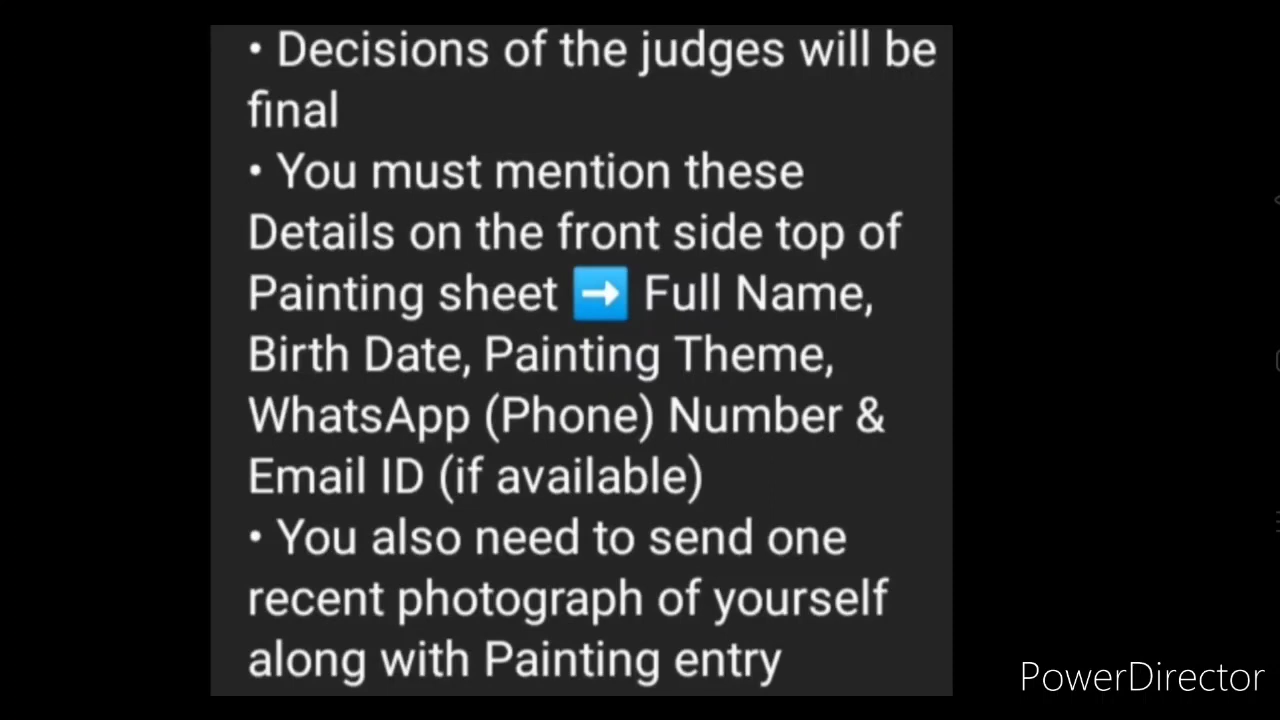 • Decisions of the judges will be
final
• You must mention these
Details on the front side top of
Painting sheet ➡️ Full Name,
Birth Date, Painting Theme,
WhatsApp (Phone) Number &
Email ID (if available)
• You also need to send one
recent photograph of yourself
along with Painting entry
PowerDirector